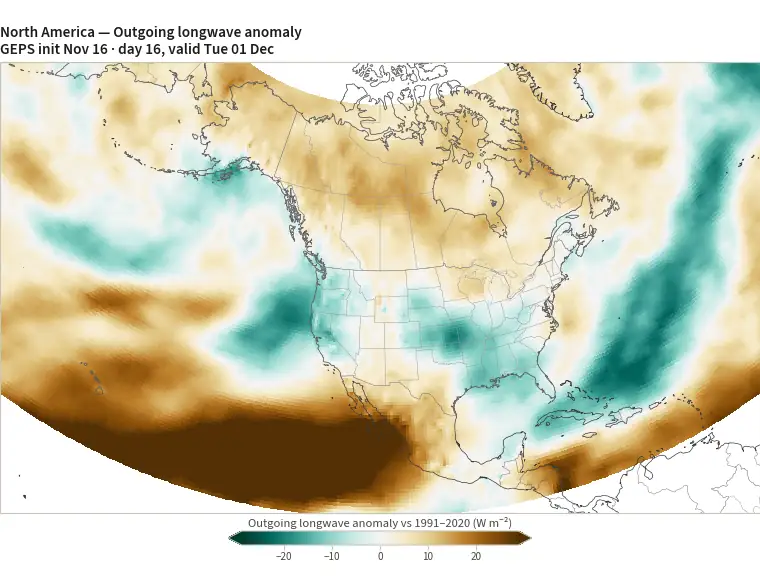 North America — Outgoing longwave anomaly
GEPS init Nov 16 · day 16, valid Tue 01 Dec
Outgoing longwave anomaly vs 1991–2020 (W m⁻²)
−20 −10 0 10 20